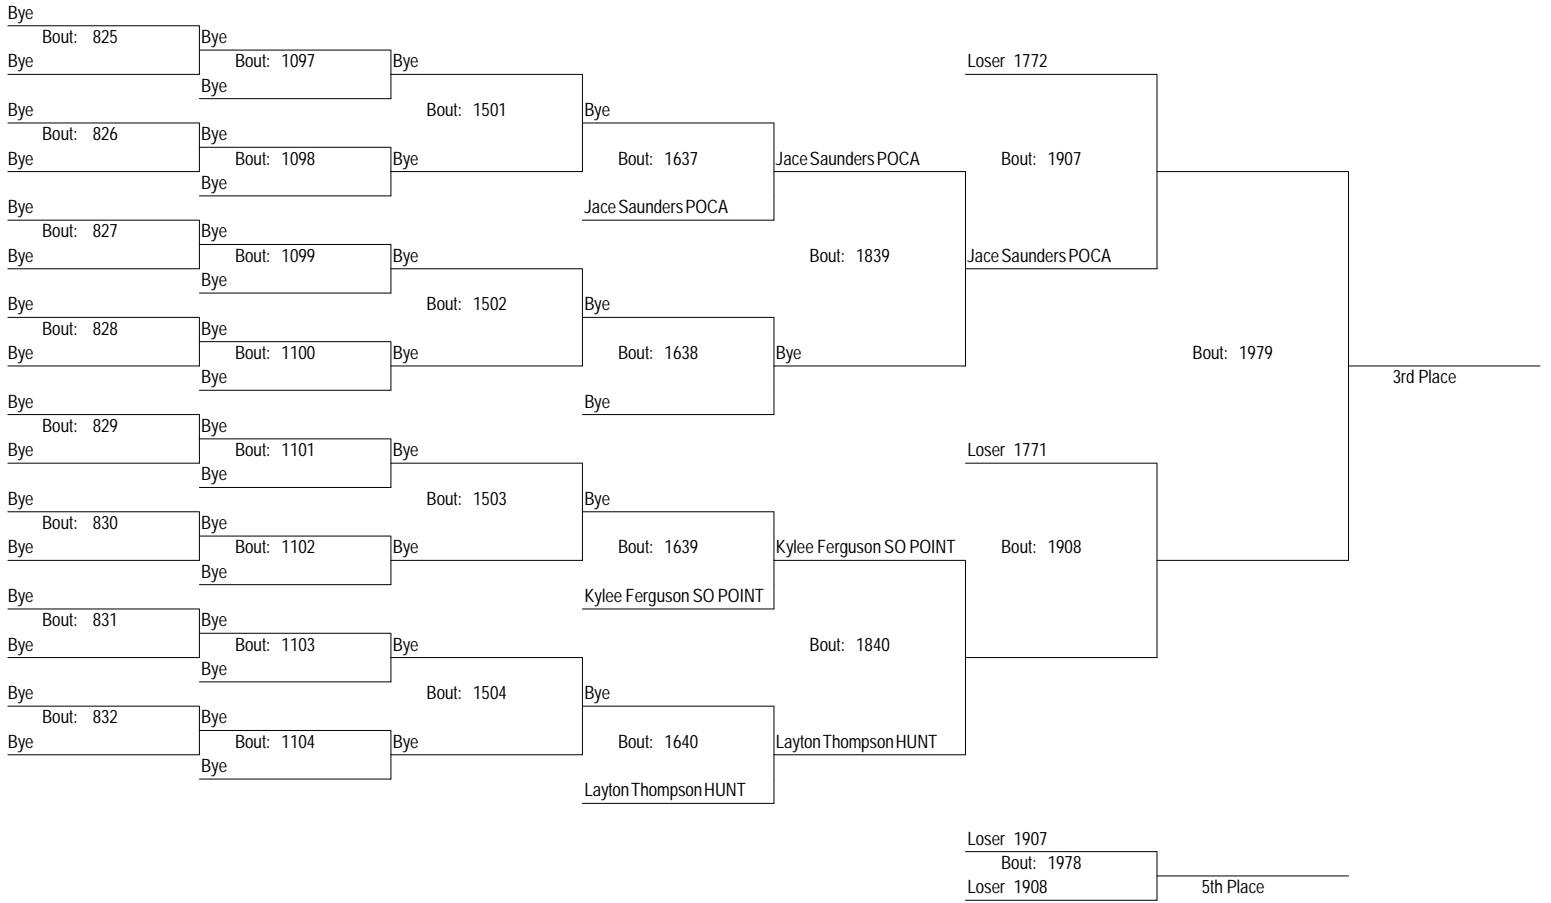 Bye
Bout: 825
Bye
Bye
Bout: 1097
Bye
Bye
Bout: 1501
Bye
Bout: 826
Bye
Bye
Bout: 1098
Bye
Bye
Bye
Bout: 1637
Jace Saunders POCA
Jace Saunders POCA
Bye
Bout: 827
Bye
Bye
Bout: 1099
Bye
Bye
Bout: 1502
Bye
Bout: 828
Bye
Bye
Bout: 1100
Bye
Bye
Bye
Bout: 1638
Bye
Bye
Bout: 1839
Jace Saunders POCA
Loser 1772
Bout: 1907
Bye
Bout: 829
Bye
Bye
Bout: 1101
Bye
Bye
Bout: 1503
Bye
Bout: 830
Bye
Bye
Bout: 1102
Bye
Bye
Bye
Bout: 1639
Kylee Ferguson SO POINT
Kylee Ferguson SO POINT
Bye
Bout: 831
Bye
Bye
Bout: 1103
Bye
Bye
Bout: 1504
Bye
Bout: 832
Bye
Bye
Bout: 1104
Bye
Bye
Bye
Bout: 1640
Layton Thompson HUNT
Layton Thompson HUNT
Bout: 1840
Loser 1771
Bout: 1908
Bout: 1979
3rd Place
Loser 1907
Bout: 1978
Loser 1908
5th Place